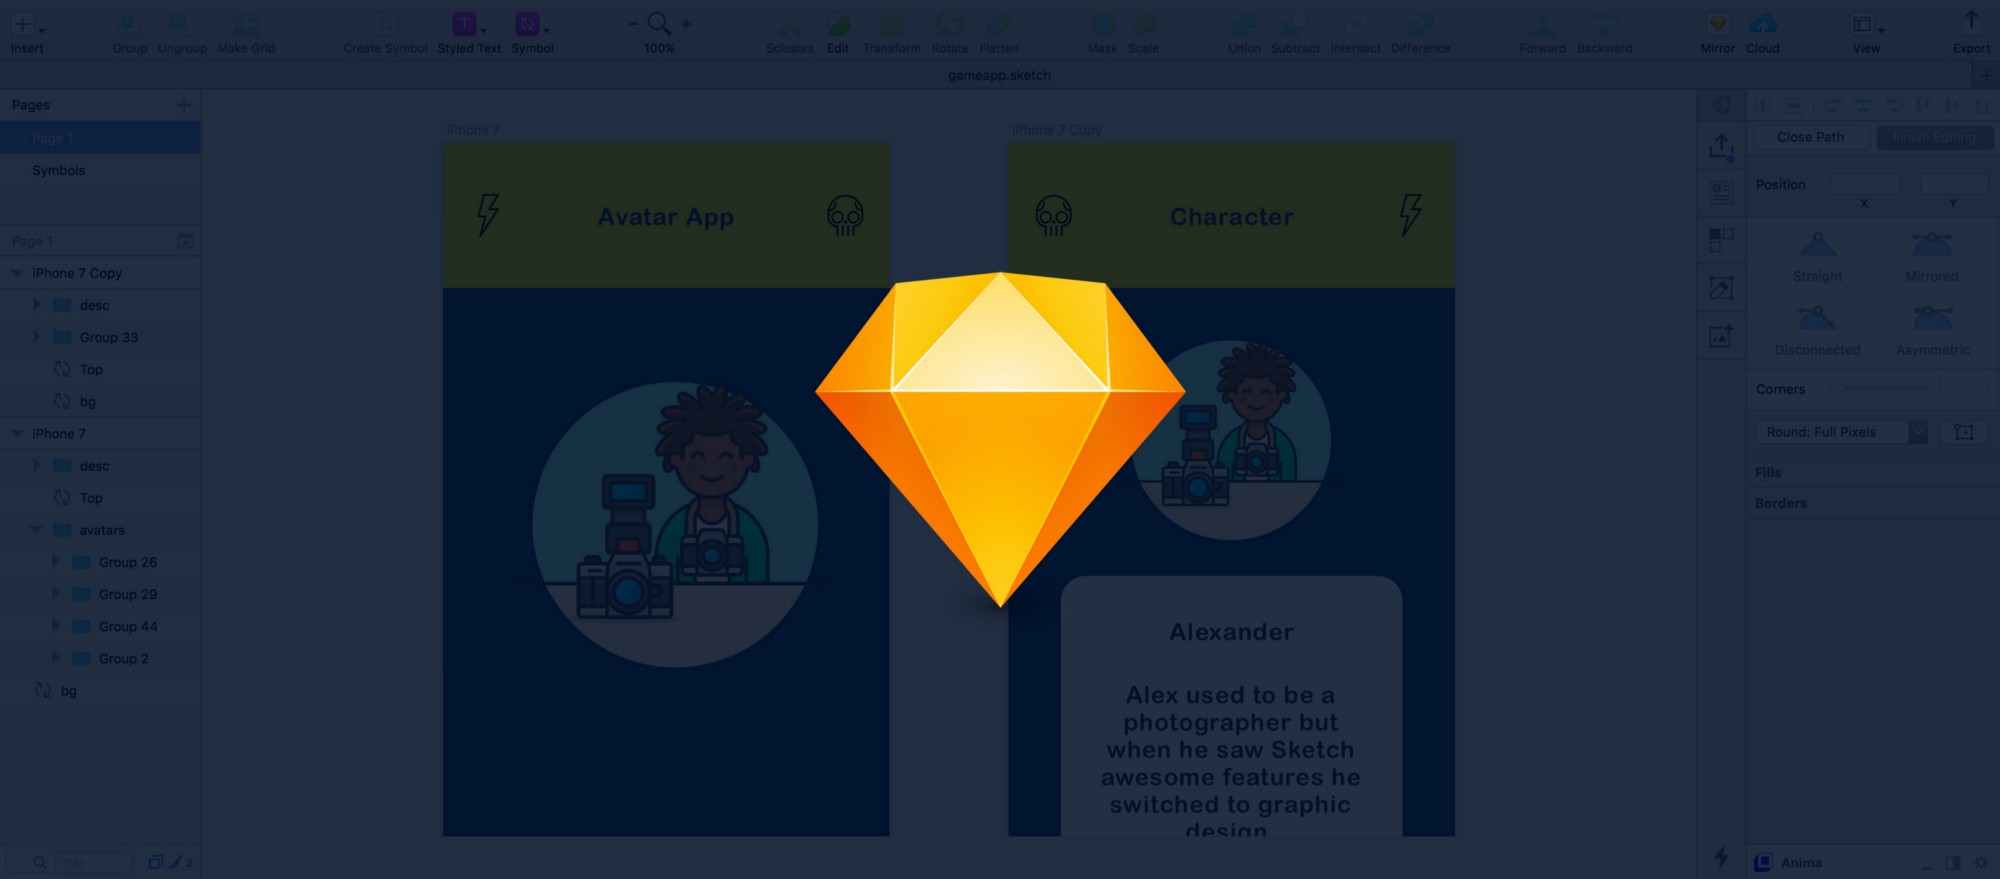 Insert
Group
Ungroup
Make Grid
Create Symbol
Styled Text
Symbol
100%
Scissors
Edit
Transform
Rotate
Flatten
Mask
Scale
Union
Subtract
Intersect
Difference
Forward
Backward
Mirror
Cloud
View
Export
gameapp.sketch
Pages
Page 1
Symbols
Page 1
iPhone 7 Copy
desc
Group 33
Top
bg
iPhone 7
desc
Top
avatars
Group 26
Group 29
Group 44
Group 2
bg
2
iPhone 7
Avatar App
iPhone 7 Copy
Character
Alexander
Alex used to be a
photographer but
when he saw Sketch
awesome features he
switched to graphic
design
Close Path
Finish Editing
Position
X
Y
Straight
Mirrored
Disconnected
Asymmetric
Corners
Round: Full Pixels
Fills
Borders
Anima